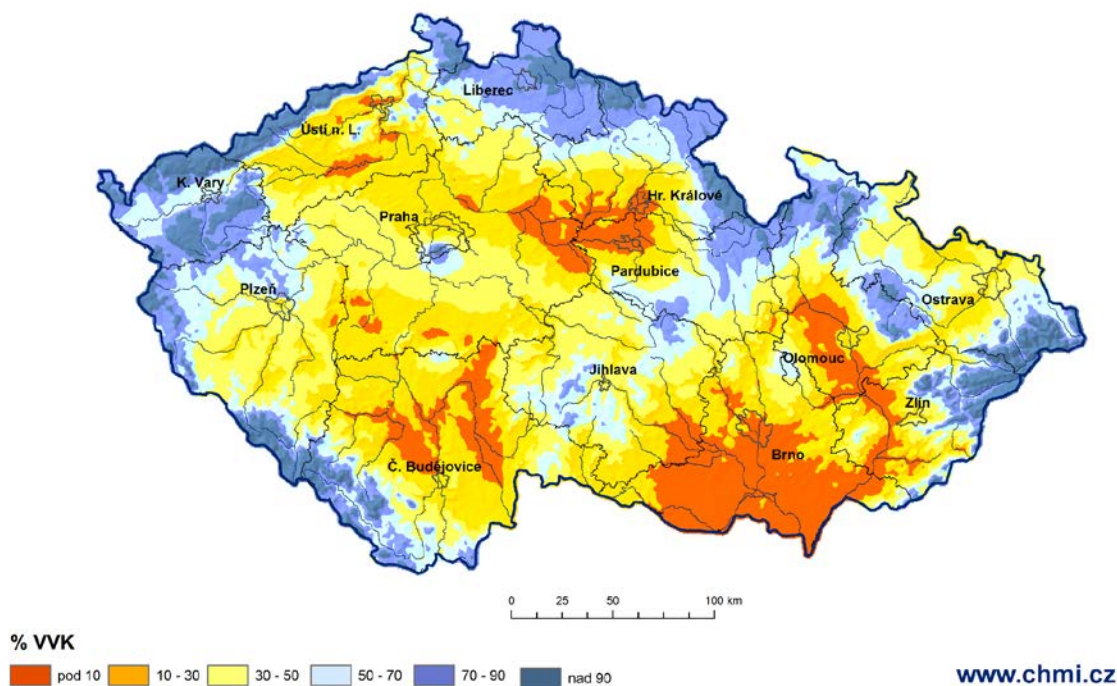 Liberec
Ústí n. L.
K. Vary
Hr. Králové
Praha
Pardubice
Plzeň
Ostrava
Olomouc
Jihlava
Zlín
Brno
Č. Budějovice
0 25 50 100 km
% VVK
pod 10 10 - 30 30 - 50 50 - 70 70 - 90 nad 90
www.chmi.cz